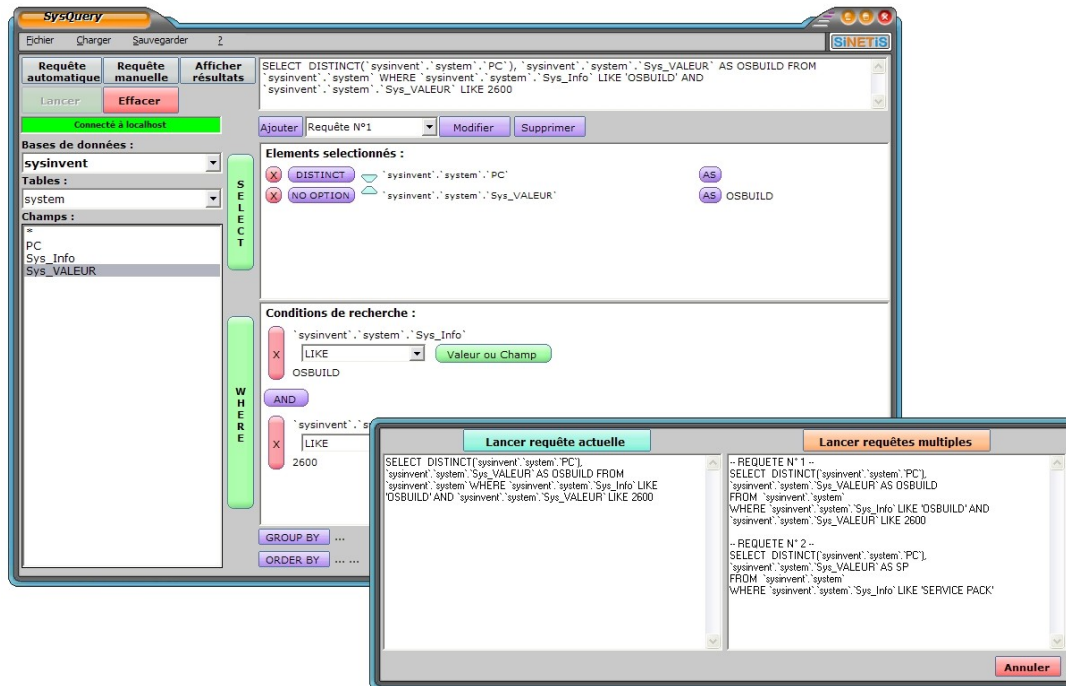 SysQuery
Fichier Charger Sauvegarder ?
SiNETiS
Requête automatique
Requête manuelle
Afficher résultats
Lancer
Effacer
Connecté à localhost
Bases de données :
sysinvent
Tables :
system
Champs :
*
PC
Sys_Info
Sys_VALEUR
SELECT
WHERE
SELECT DISTINCT(`sysinvent`.`system`.`PC`), `sysinvent`.`system`.`Sys_VALEUR` AS OSBUILD FROM
`sysinvent`.`system` WHERE `sysinvent`.`system`.`Sys_Info` LIKE 'OSBUILD' AND
`sysinvent`.`system`.`Sys_VALEUR` LIKE 2600
Ajouter Requête N°1 Modifier Supprimer
Elements selectionnés :
X DISTINCT `sysinvent`.`system`.`PC` AS
X NO OPTION `sysinvent`.`system`.`Sys_VALEUR` AS OSBUILD
Conditions de recherche :
`sysinvent`.`system`.`Sys_Info`
X LIKE Valeur ou Champ
OSBUILD
AND
`sysinvent`.`s
X LIKE
2600
GROUP BY ...
ORDER BY ... ...
Lancer requête actuelle
SELECT DISTINCT(`sysinvent`.`system`.`PC`),
`sysinvent`.`system`.`Sys_VALEUR` AS OSBUILD FROM
`sysinvent`.`system` WHERE `sysinvent`.`system`.`Sys_Info` LIKE
'OSBUILD' AND `sysinvent`.`system`.`Sys_VALEUR` LIKE 2600
Lancer requêtes multiples
-- REQUETE N° 1 --
SELECT DISTINCT(`sysinvent`.`system`.`PC`),
`sysinvent`.`system`.`Sys_VALEUR` AS OSBUILD
FROM `sysinvent`.`system`
WHERE `sysinvent`.`system`.`Sys_Info` LIKE 'OSBUILD' AND
`sysinvent`.`system`.`Sys_VALEUR` LIKE 2600
-- REQUETE N° 2 --
SELECT DISTINCT(`sysinvent`.`system`.`PC`),
`sysinvent`.`system`.`Sys_VALEUR` AS SP
FROM `sysinvent`.`system`
WHERE `sysinvent`.`system`.`Sys_Info` LIKE 'SERVICE PACK'
Annuler